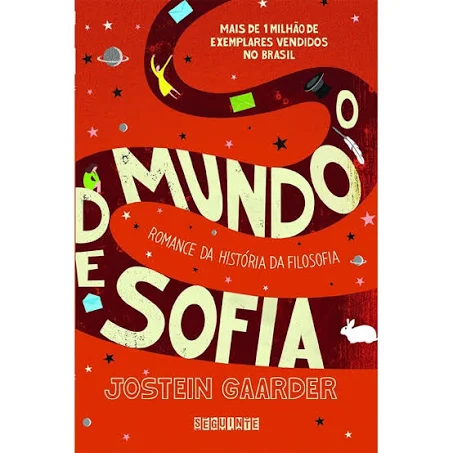 MAIS DE 1 MILHÃO DE
EXEMPLARES VENDIDOS
NO BRASIL
O
MUNDO
DE
SOFIA
ROMANCE DA HISTÓRIA DA FILOSOFIA
JOSTEIN GAARDER
SEGUINTE